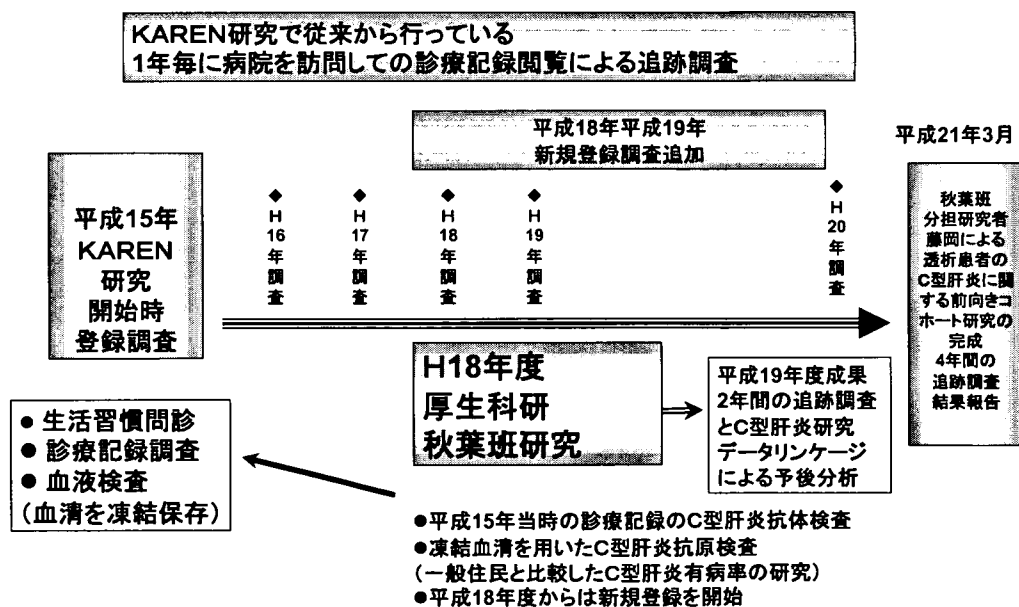 KAREN研究で従来から行っている
1年毎に病院を訪問しての診療記録閲覧による追跡調査
平成18年平成19年
新規登録調査追加
平成21年3月
平成15年
KAREN
研究
開始時
登録調査
◆H16年調査
◆H17年調査
◆H18年調査
◆H19年調査
◆H20年調査
秋葉班
分担研究者
藤岡による
透析患者の
C型肝炎に関
する前向きコ
ホート研究の
完成
4年間の
追跡調査
結果報告
H18年度
厚生科研
秋葉班研究
平成19年度成果
2年間の追跡調査
とC型肝炎研究
データリンケージ
による予後分析
●生活習慣問診
●診療記録調査
●血液検査
(血清を凍結保存)
●平成15年当時の診療記録のC型肝炎抗体検査
●凍結血清を用いたC型肝炎抗原検査
(一般住民と比較したC型肝炎有病率の研究)
●平成18年度からは新規登録を開始